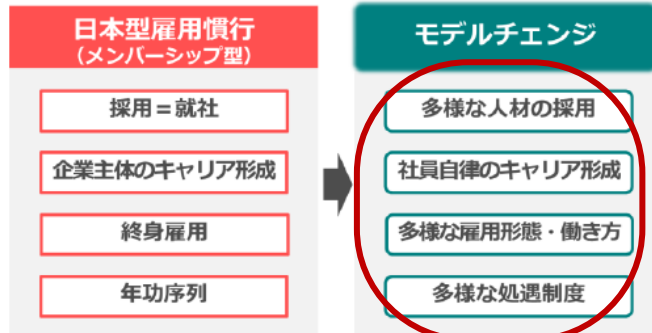 日本型雇用慣行
（メンバーシップ型）
採用＝就社
企業主体のキャリア形成
終身雇用
年功序列
モデルチェンジ
多様な人材の採用
社員自律のキャリア形成
多様な雇用形態・働き方
多様な処遇制度